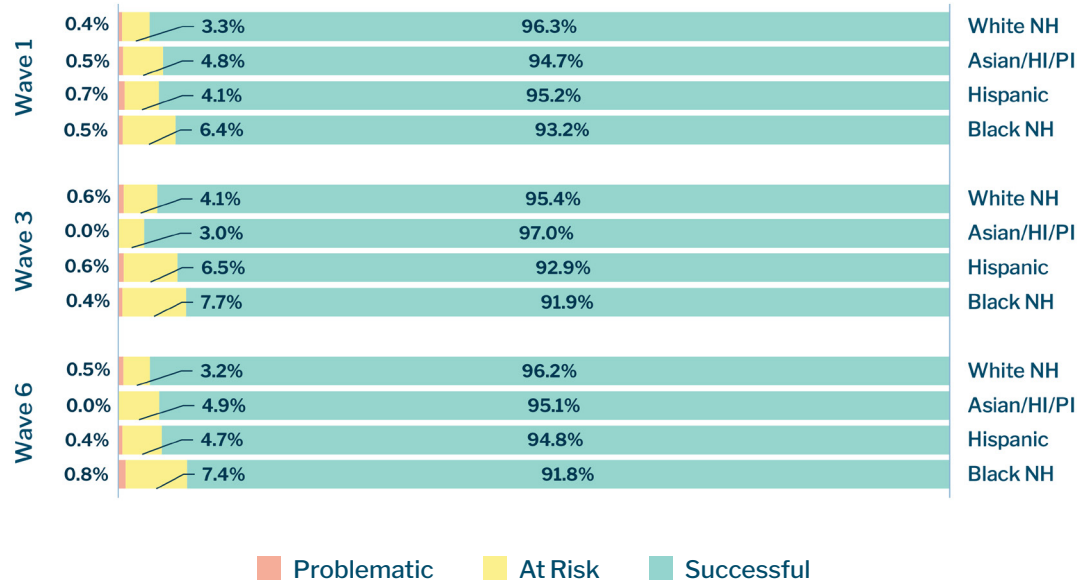 Wave 1
0.4% 3.3% 96.3% White NH
0.5% 4.8% 94.7% Asian/HI/PI
0.7% 4.1% 95.2% Hispanic
0.5% 6.4% 93.2% Black NH
Wave 3
0.6% 4.1% 95.4% White NH
0.0% 3.0% 97.0% Asian/HI/PI
0.6% 6.5% 92.9% Hispanic
0.4% 7.7% 91.9% Black NH
Wave 6
0.5% 3.2% 96.2% White NH
0.0% 4.9% 95.1% Asian/HI/PI
0.4% 4.7% 94.8% Hispanic
0.8% 7.4% 91.8% Black NH
Problematic At Risk Successful